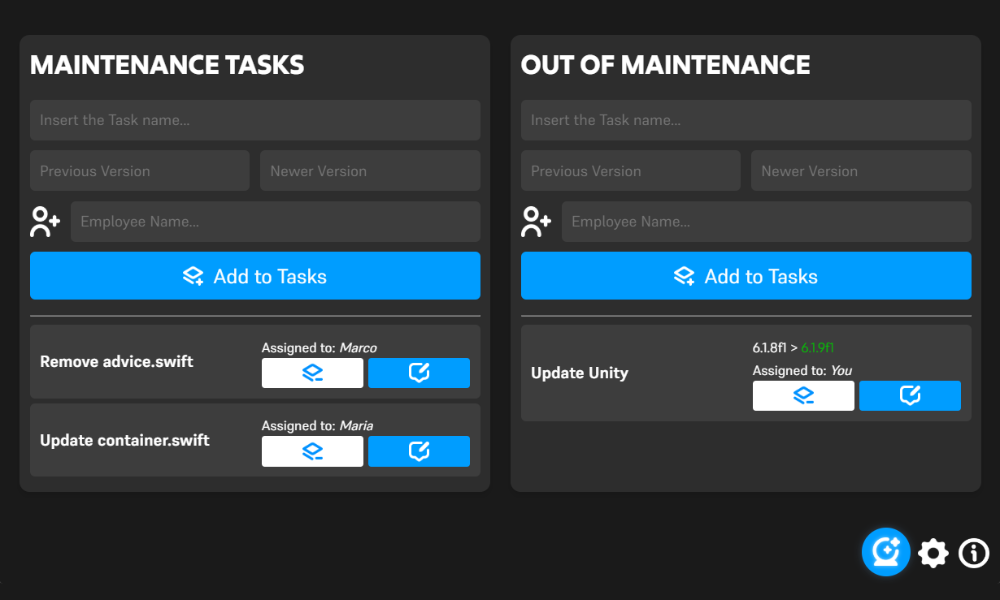 MAINTENANCE TASKS
Insert the Task name...
Previous Version
Newer Version
Employee Name...
Add to Tasks
Remove advice.swift
Assigned to: Marco
Update container.swift
Assigned to: Maria
OUT OF MAINTENANCE
Insert the Task name...
Previous Version
Newer Version
Employee Name...
Add to Tasks
Update Unity
6.1.8f1 > 6.1.9f1
Assigned to: You